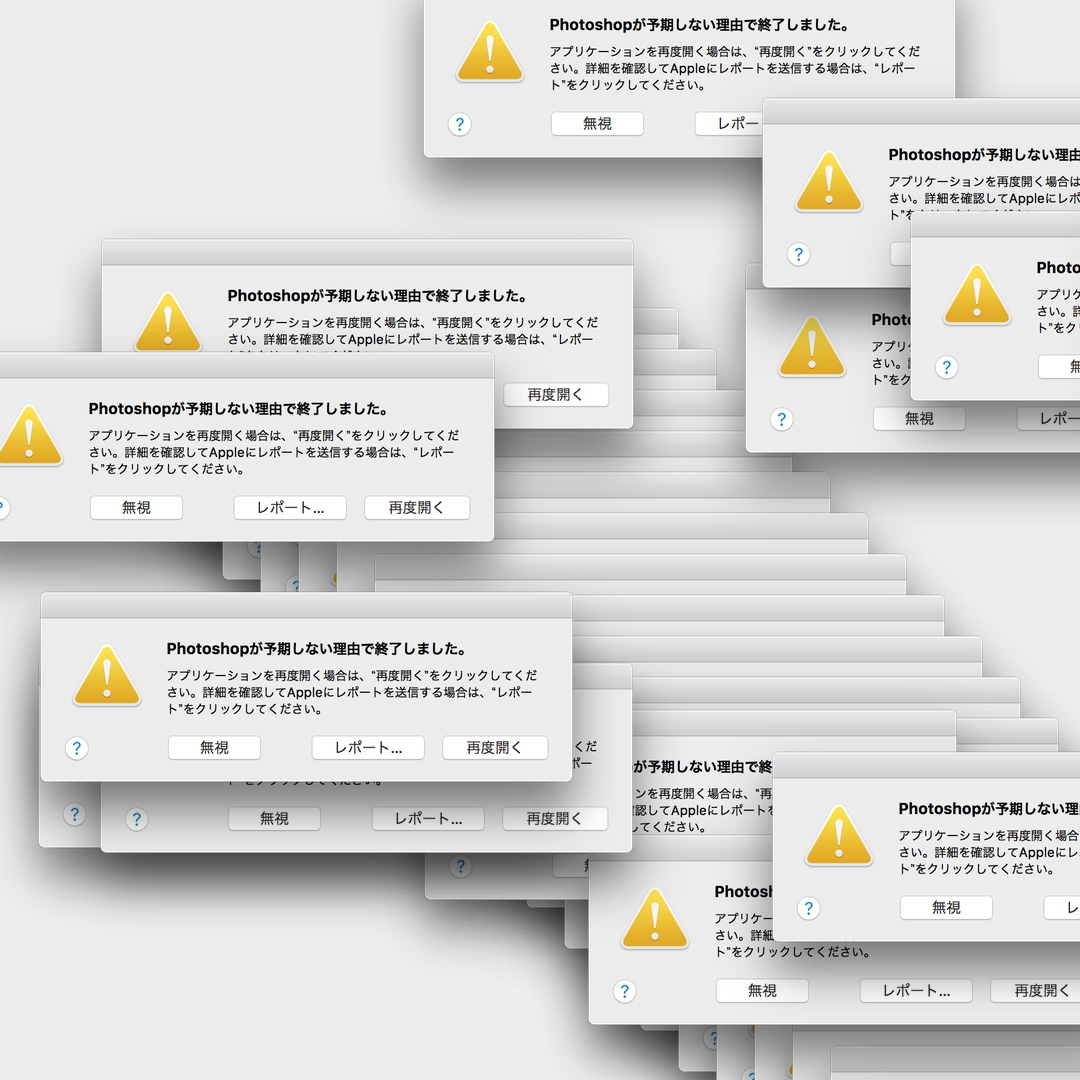 Photoshopが予期しない理由で終了しました。
アプリケーションを再度開く場合は、“再度開く”をクリックしてくだ
さい。詳細を確認してAppleにレポートを送信する場合は、“レポー
ト”をクリックしてください。
?
無視
レポー
Photoshopが予期しない理由
アプリケーションを再度開く場合は
さい。詳細を確認してAppleにレポ
?
Photo
アプリケ
さい。詳
ト”をク
?
無
Photo
アプリ
さい。詳
ト”をク
?
無視
レポー
Photoshopが予期しない理由で終了しました。
アプリケーションを再度開く場合は、“再度開く”をクリックしてくだ
さい。詳細を確認してAppleにレポートを送信する場合は、“レポー
再度開く
Photoshopが予期しない理由で終了しました。
アプリケーションを再度開く場合は、“再度開く”をクリックしてくだ
さい。詳細を確認してAppleにレポートを送信する場合は、“レポー
ト”をクリックしてください。
無視
レポート...
再度開く
Photoshopが予期しない理由で終了しました。
アプリケーションを再度開く場合は、“再度開く”をクリックしてくだ
さい。詳細を確認してAppleにレポートを送信する場合は、“レポー
ト”をクリックしてください。
?
無視
レポート...
再度開く
くだ
ポー
?
?
無視
レポート...
再度開く
?
が予期しない理由で終
ンを再度開く場合は、“再
認してAppleにレポートを
してください。
Photosh
アプリケー
さい。詳細
ト”をクリックしてください。
?
無視
レポート...
再度開く
Photoshopが予期しない理由
アプリケーションを再度開く場合
さい。詳細を確認してAppleにレ
ト”をクリックしてください。
?
無視
レ